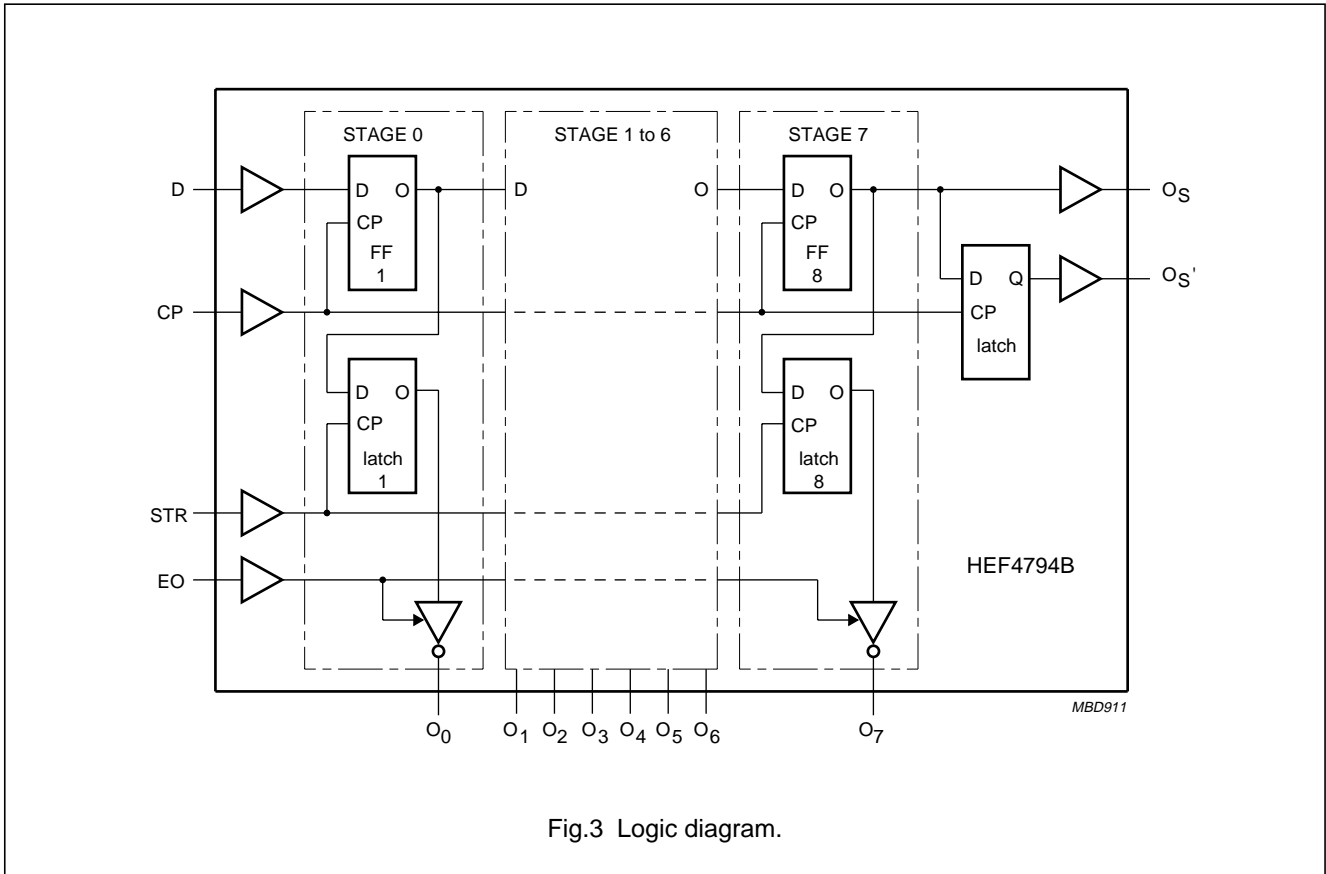 STAGE 0 STAGE 1 to 6 STAGE 7
D D O D O D O OS
CP CP
FF FF
1 8
D Q OS'
CP CP
latch
D O D O
CP CP
latch latch
1 8
STR
EO HEF4794B
MBD911
O0 O1 O2 O3 O4 O5 O6 O7
Fig.3 Logic diagram.